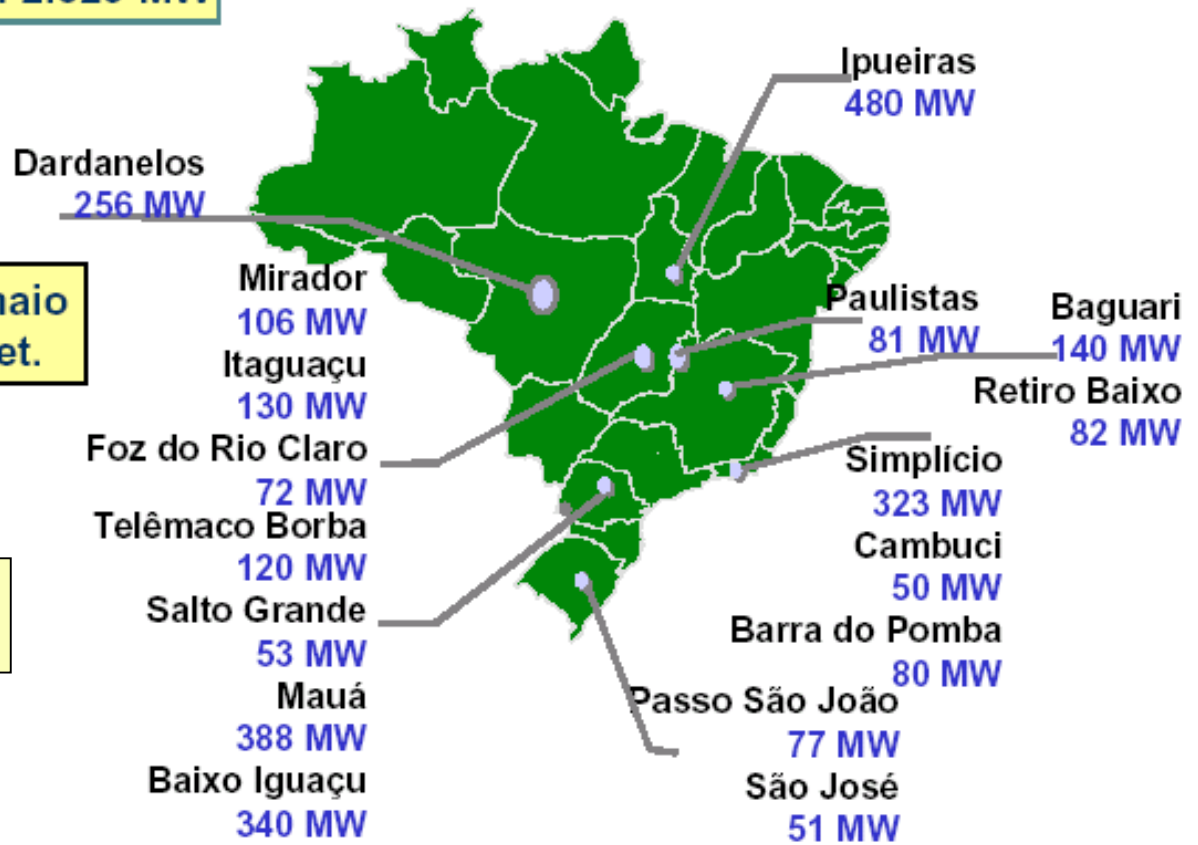 MW
Ipueiras
480 MW
Dardanelos
256 MW
Mirador
106 MW
Itaguaçu
130 MW
Foz do Rio Claro
72 MW
Telêmaco Borba
120 MW
Salto Grande
53 MW
Mauá
388 MW
Baixo Iguaçu
340 MW
Paulistas
81 MW
Baguari
140 MW
Retiro Baixo
82 MW
Simplício
323 MW
Cambuci
50 MW
Barra do Pomba
80 MW
Passo São João
77 MW
São José
51 MW
et.